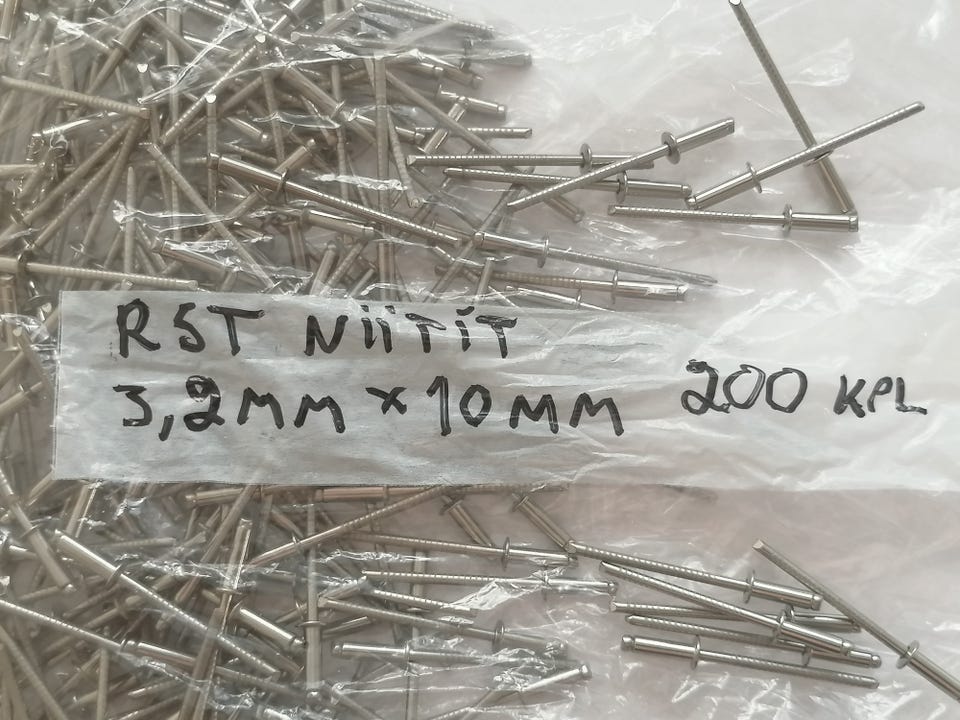 RST NiiTiT
3,2MM x 10MM 200 KPL